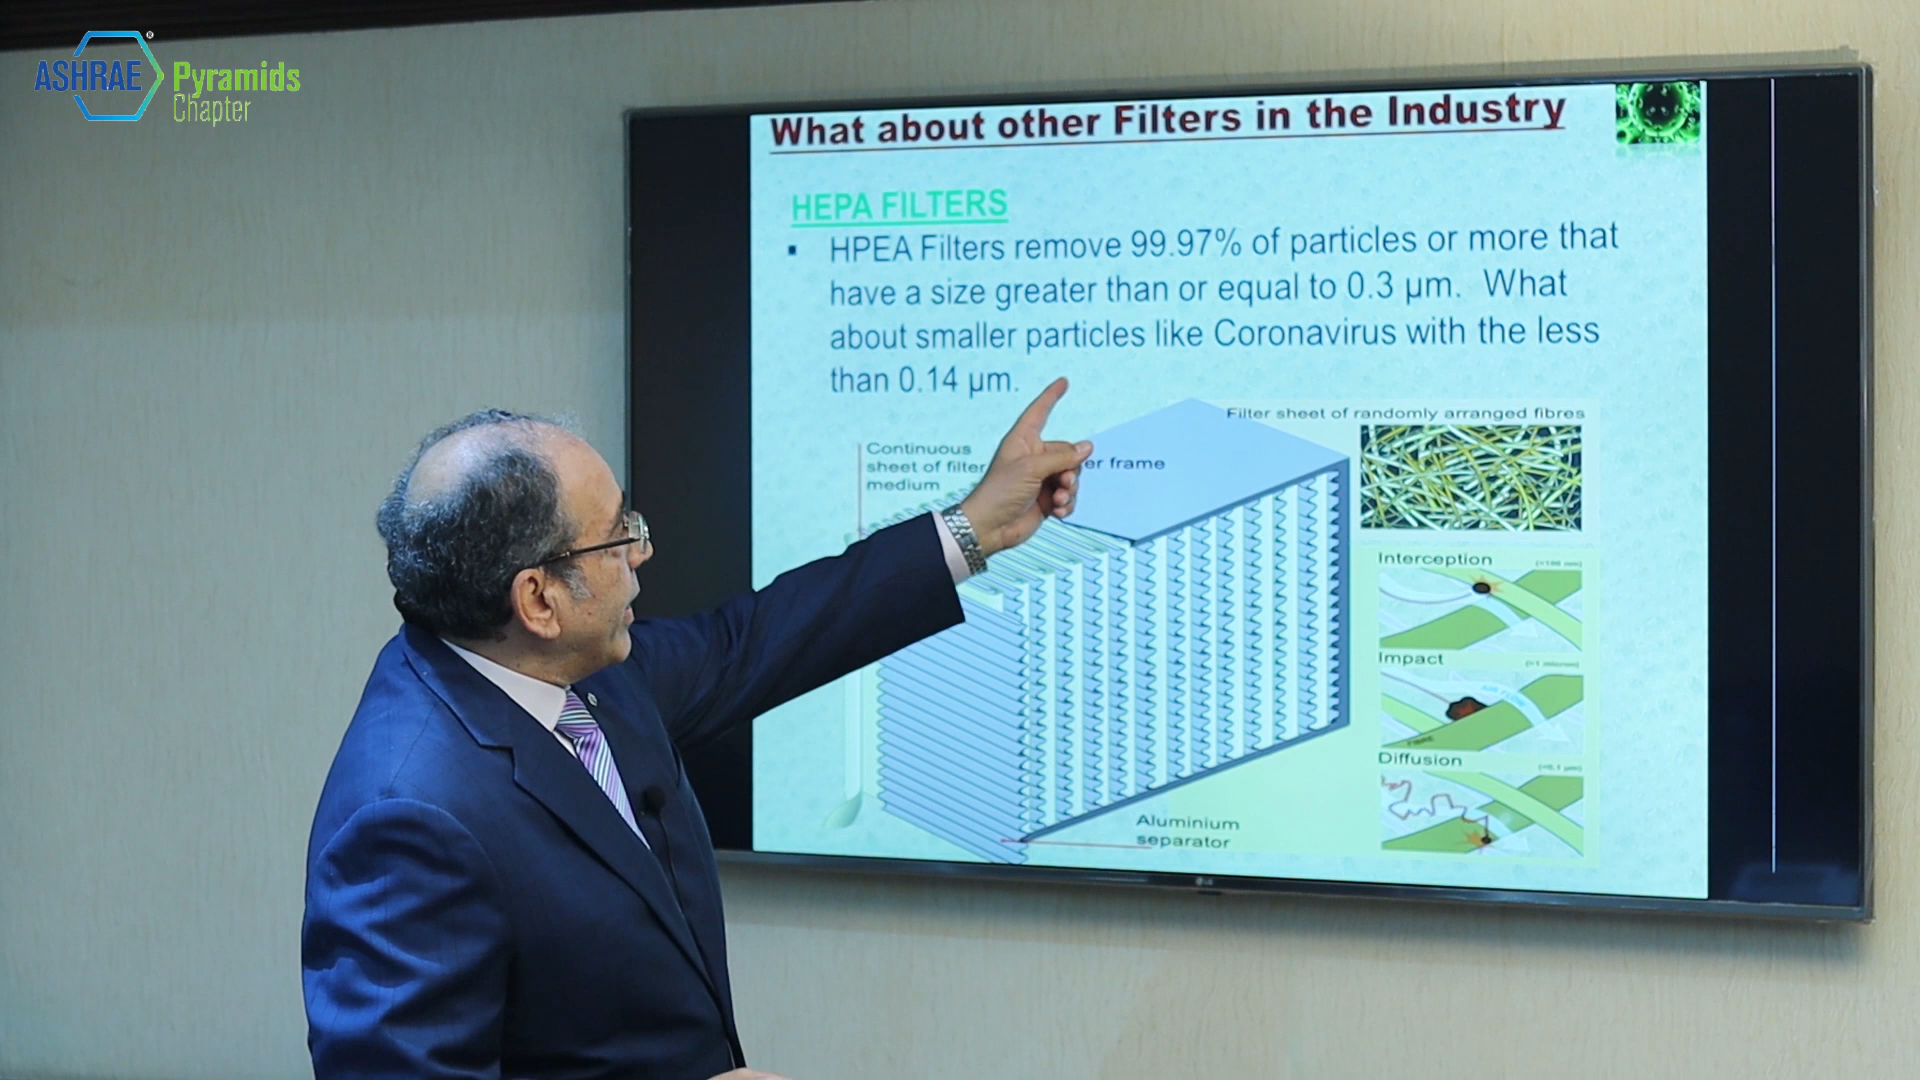 ASHRAE Pyramids
Chapter
What about other Filters in the Industry
HEPA FILTERS
▪ HPEA Filters remove 99.97% of particles or more that
have a size greater than or equal to 0.3 µm. What
about smaller particles like Coronavirus with the less
than 0.14 µm.
Filter sheet of randomly arranged fibres
Continuous
sheet of filter
medium
frame
Interception
Impact
Diffusion
Aluminium
separator
LG